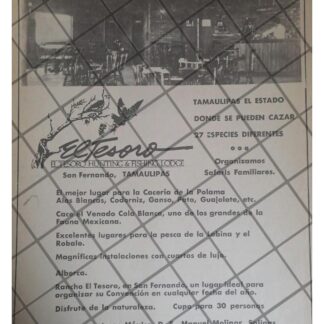 TAMAULIPAS EL ESTADO
DONDE SE PUEDEN CAZAR
27 ESPECIES DIFERENTES
El Tesoro
EL TESORO HUNTING & FISHING LODGE
San Fernando, TAMAULIPAS
Organizamos
Safaris Familiares.
El mejor lugar para la Cacería de la Paloma
Alas Blancas, Codorniz, Ganso, Pato, Guajolote, etc.
Cace el Venado Cola Blanca, uno de los grandes de la
Fauna Mexicana.
Excelentes lugares para la pesca de la Lobina y el
Robalo.
Magníficas Instalaciones con cuartos de lujo.
Alberca.
Rancho El Tesoro, en San Fernando, un lugar ideal para
organizar su Convención en cualquier fecha del año.
Disfrute de la naturaleza. Cupo para 30 personas
México D.F. Manuel Molinar Salinas